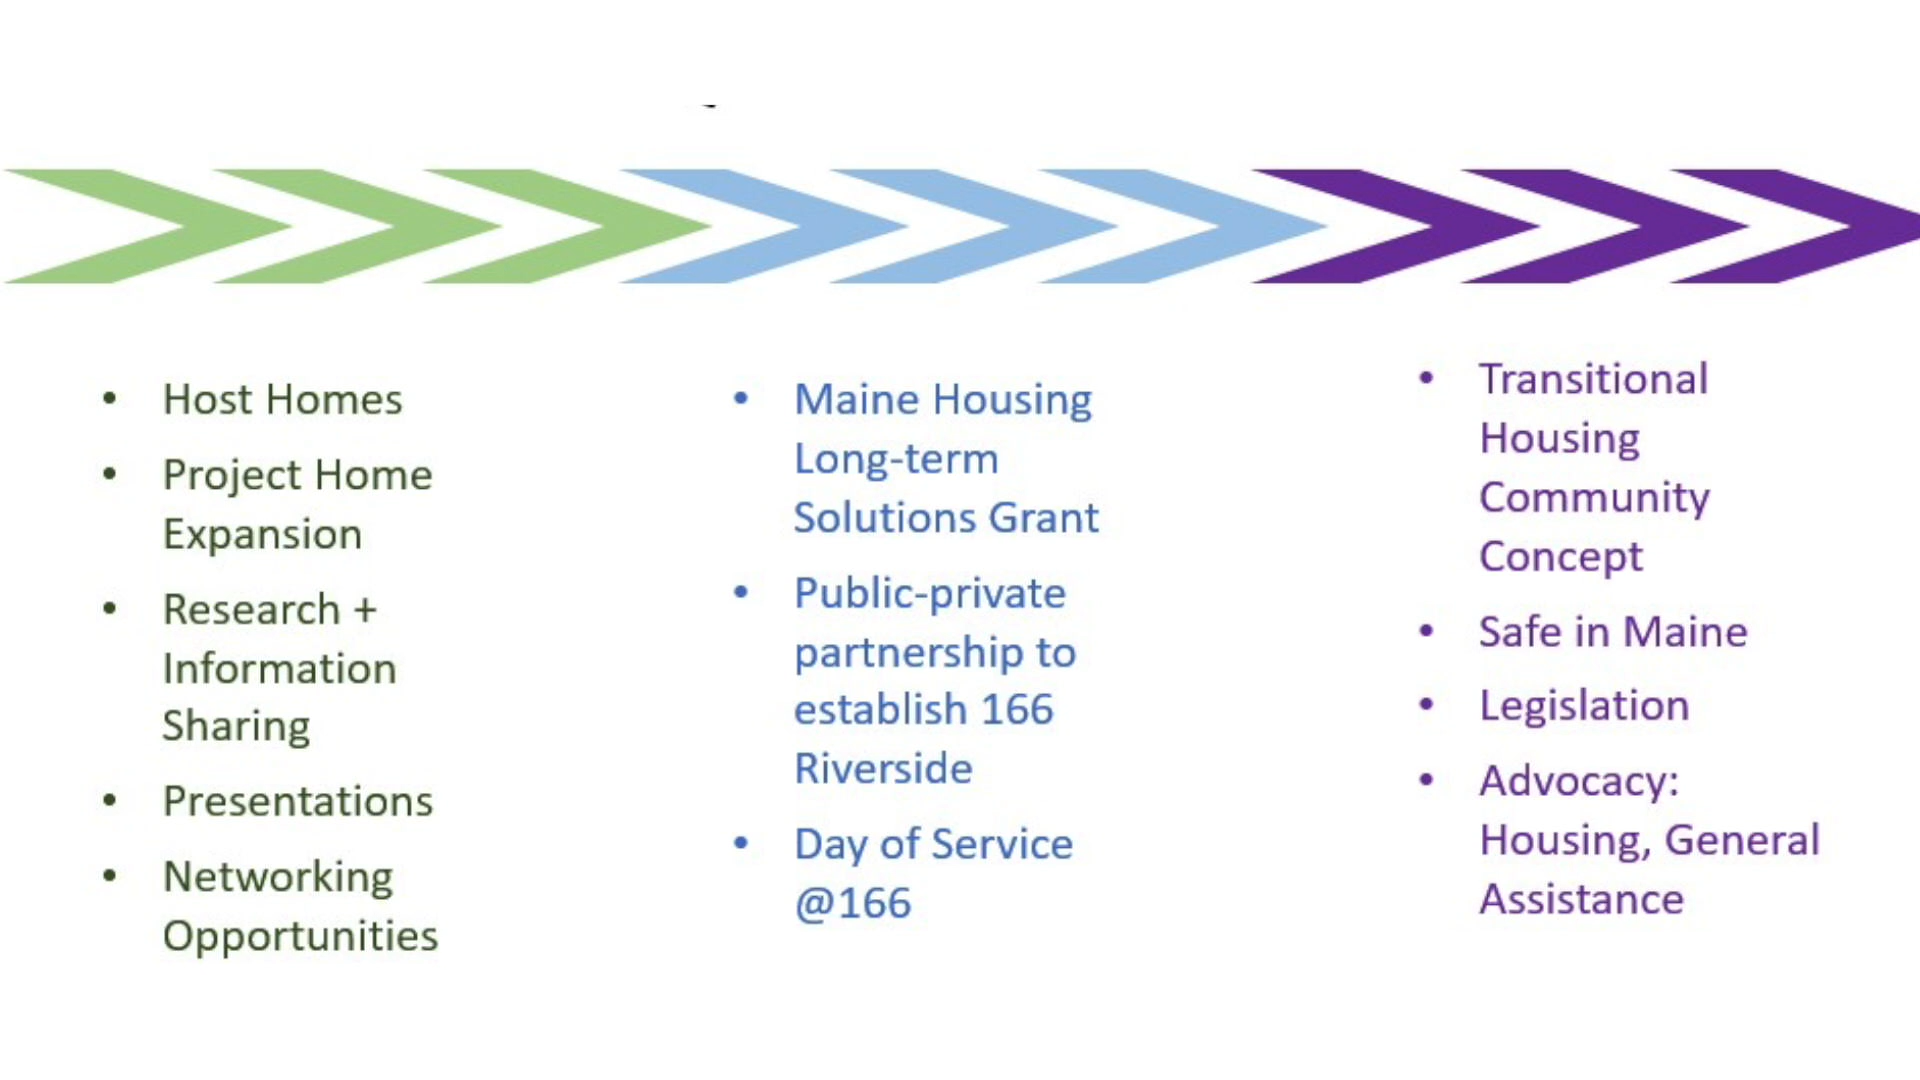 • Host Homes
• Project Home
Expansion
• Research +
Information
Sharing
• Presentations
• Networking
Opportunities
• Maine Housing
Long-term
Solutions Grant
• Public-private
partnership to
establish 166
Riverside
• Day of Service
@166
• Transitional
Housing
Community
Concept
• Safe in Maine
• Legislation
• Advocacy:
Housing, General
Assistance